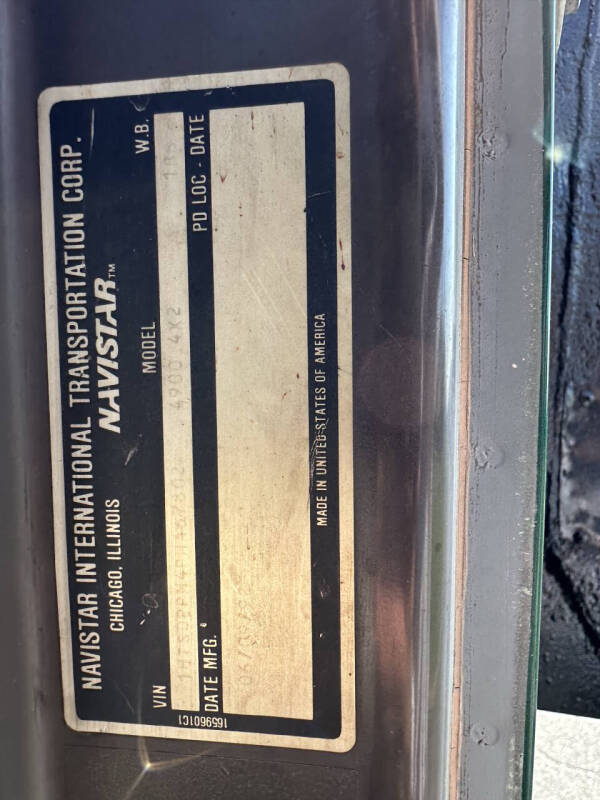 NAVISTAR INTERNATIONAL TRANSPORTATION CORP.
CHICAGO, ILLINOIS
NAVISTAR™
VIN MODEL W.B.
4900 4X2
DATE MFG. PD LOC - DATE
MADE IN UNITED STATES OF AMERICA
1659601C1